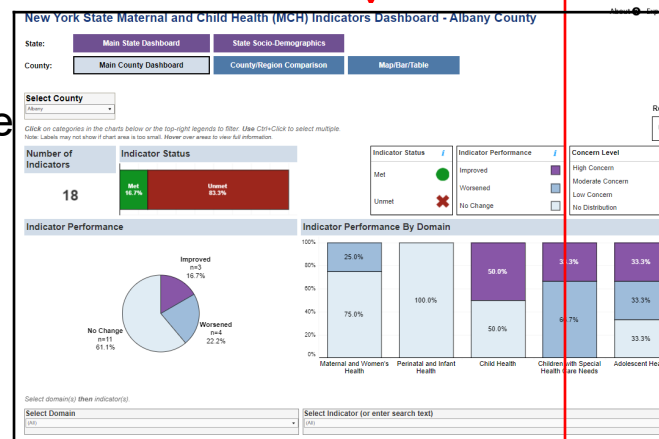 New York State Maternal and Child Health (MCH) Indicators Dashboard - Albany County
About
State:
Main State Dashboard
State Socio-Demographics
County:
Main County Dashboard
County/Region Comparison
Map/Bar/Table
Select County
Albany
Click on categories in the charts below or the top-right legends to filter. Use Ctrl+Click to select multiple.
Note: Labels may not show if chart area is too small. Hover over areas to view full information.
Number of
Indicators
18
Indicator Status
Met
16.7%
Unmet
83.3%
Indicator Status i
Met
Unmet
Indicator Performance i
Improved
Worsened
No Change
Concern Level
High Concern
Moderate Concern
Low Concern
No Distribution
Indicator Performance
Improved
n=3
16.7%
Worsened
n=4
22.2%
No Change
n=11
61.1%
Indicator Performance By Domain
100%
80%
60%
40%
20%
0%
25.0%
75.0%
100.0%
50.0%
50.0%
33.3%
66.7%
33.3%
33.3%
33.3%
Maternal and Women's
Health
Perinatal and Infant
Health
Child Health
Children with Special
Health Care Needs
Adolescent Hea
Select domain(s) then indicator(s).
Select Domain
(All)
Select Indicator (or enter search text)
(All)